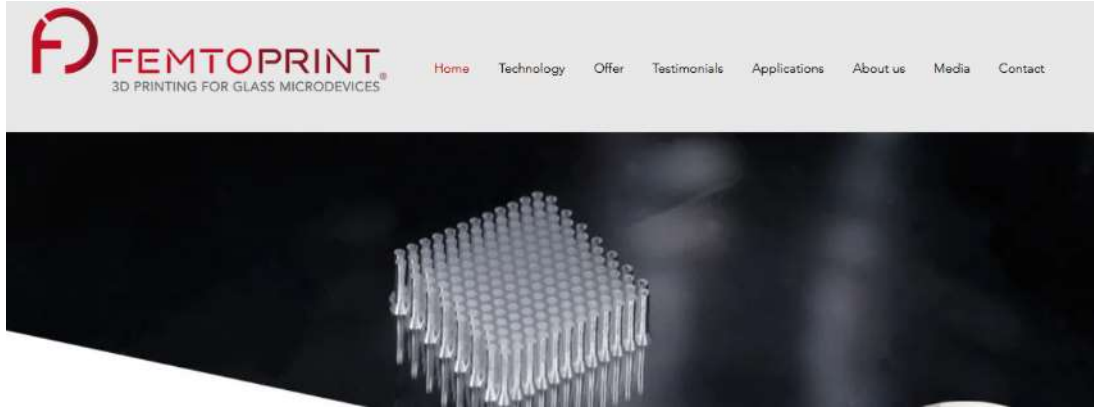 FEMTOPRINT®
3D PRINTING FOR GLASS MICRODEVICES
Home Technology Offer Testimonials Applications About us Media Contact